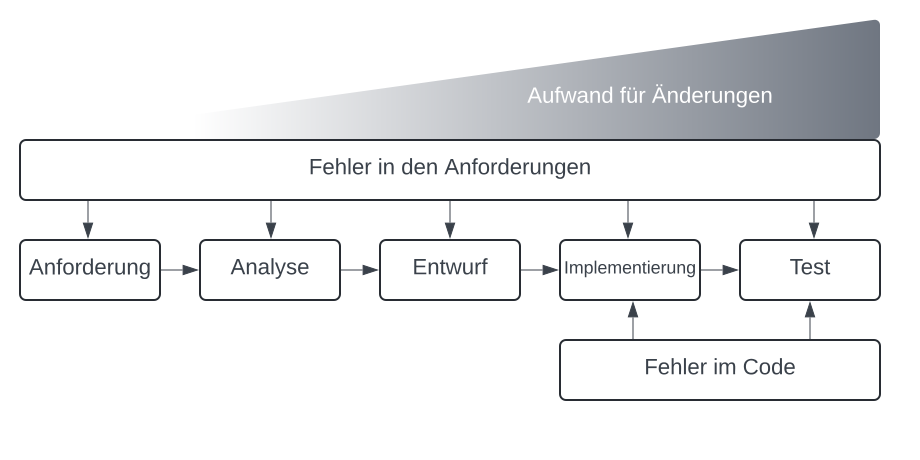 Aufwand für Änderungen
Fehler in den Anforderungen
Anforderung
Analyse
Entwurf
Implementierung
Test
Fehler im Code